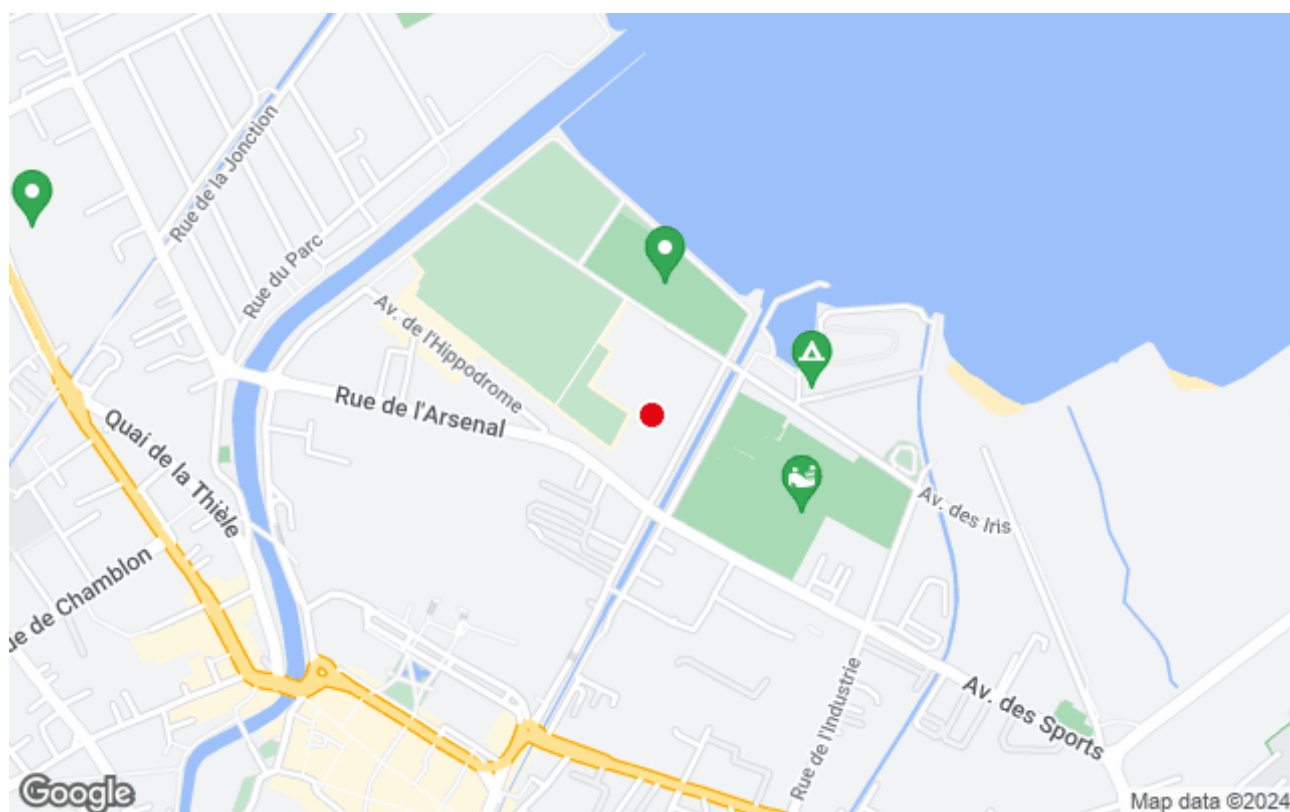 Rue de la Jonction
Rue du Parc
Av. de l'Hippodrome
Rue de l'Arsenal
Quai de la Thièle
ue de Chamblon
Av. des Iris
Av. des Sports
Rue de l'Industrie
Google
Map data ©2024